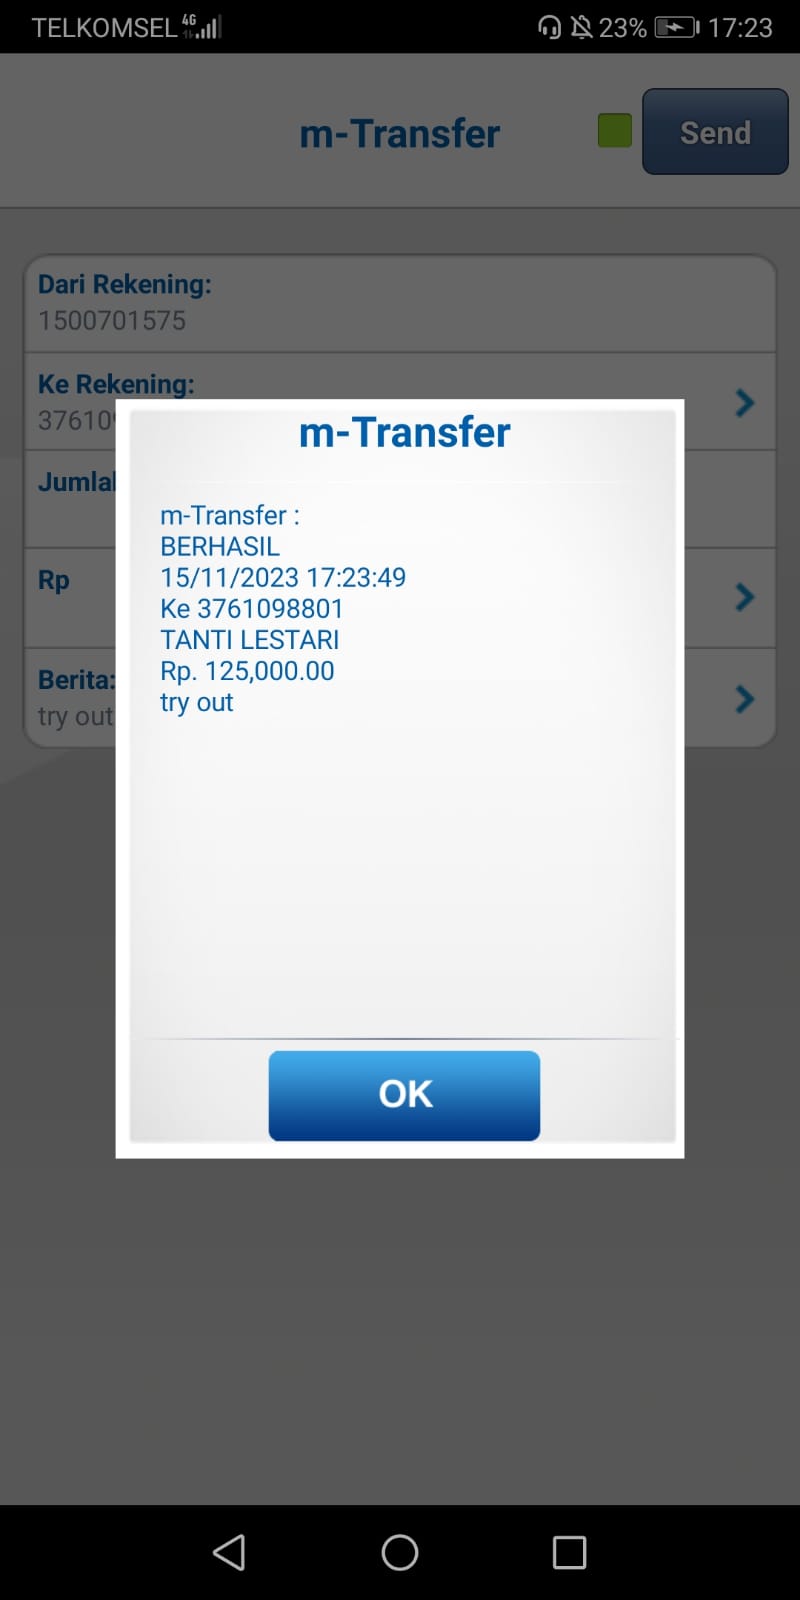 TELKOMSEL 4G 23% 17:23
m-Transfer Send
Dari Rekening:
1500701575
Ke Rekening:
37610
Jumla
Rp
Berita:
try out
m-Transfer
m-Transfer :
BERHASIL
15/11/2023 17:23:49
Ke 3761098801
TANTI LESTARI
Rp. 125,000.00
try out
OK